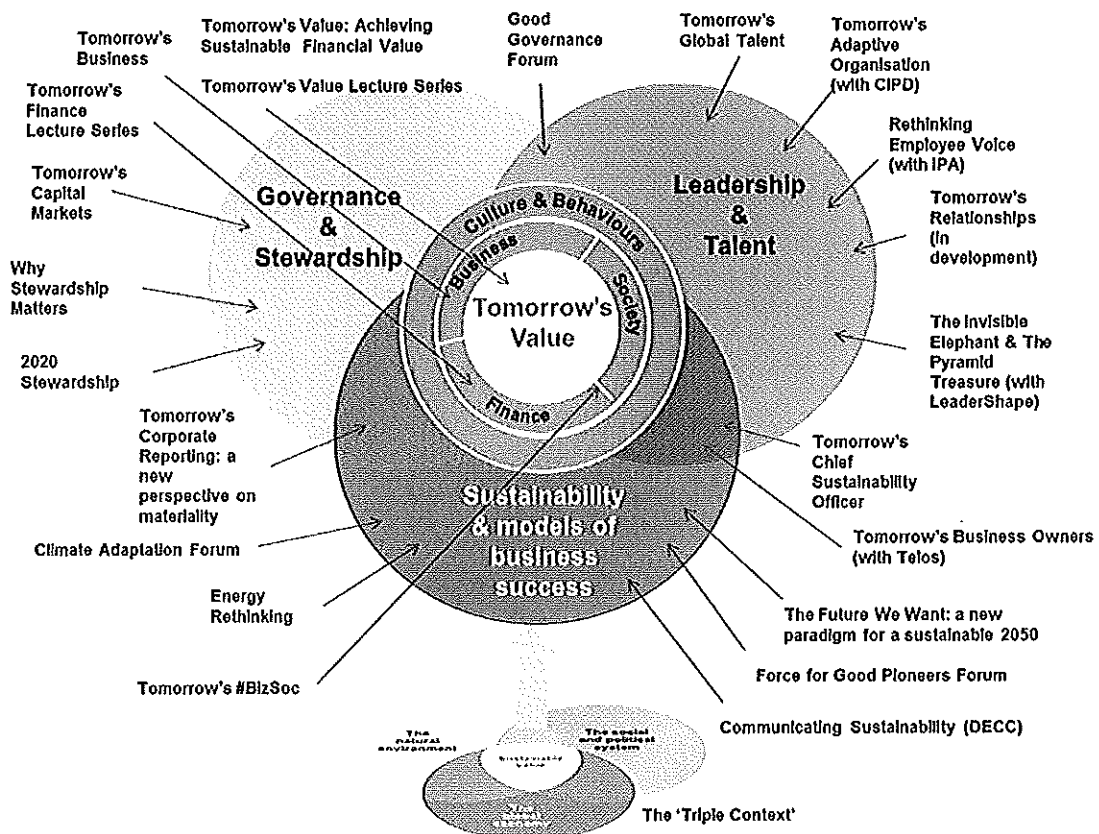 Tomorrow's
Business
Tomorrow's Value: Achieving
Sustainable Financial Value
Good
Governance
Forum
Tomorrow's
Global Talent
Tomorrow's
Adaptive
Organisation
(with CIPD)
Tomorrow's
Finance
Lecture Series
Tomorrow's Value Lecture Series
Rethinking
Employee Voice
(with IPA)
Tomorrow's
Capital
Markets
Governance
&
Stewardship
Culture & Behaviours
Leadership
&
Talent
Tomorrow's
Relationships
(in
development)
Business
Society
Finance
Tomorrow's
Value
Why
Stewardship
Matters
The Invisible
Elephant & The
Pyramid
Treasure (with
LeaderShape)
2020
Stewardship
Tomorrow's
Corporate
Reporting: a
new
perspective on
materiality
Tomorrow's
Chief
Sustainability
Officer
Sustainability
& models of
business
success
Climate Adaptation Forum
Tomorrow's Business Owners
(with Telos)
Energy
Rethinking
The Future We Want: a new
paradigm for a sustainable 2050
Tomorrow's #BizSoc
Force for Good Pioneers Forum
Communicating Sustainability (DECC)
The
natural
environment
The social
and political
system
The
The 'Triple Context'